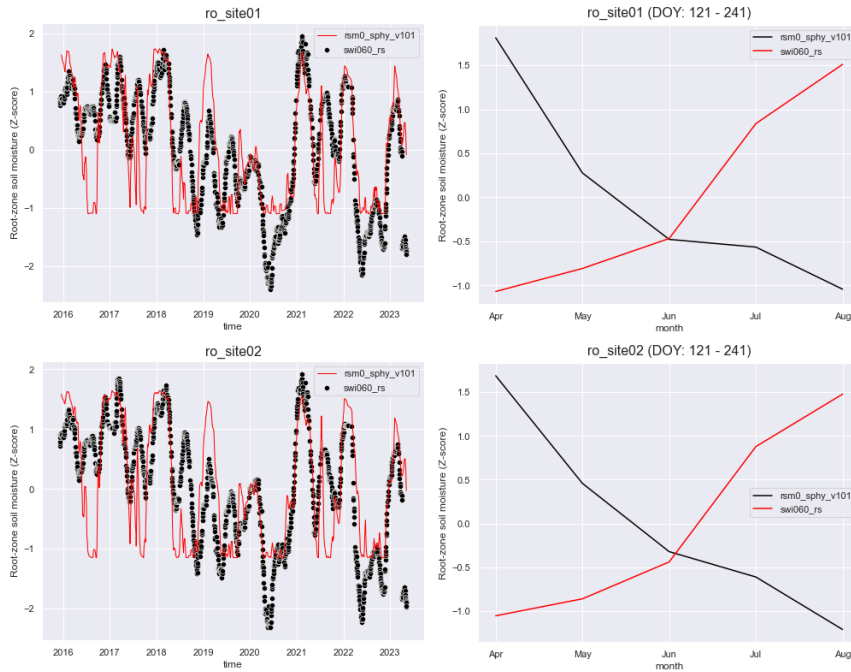 ro_site01
Root-zone soil moisture (Z-score)
2
1
0
−1
−2
rsm0_sphy_v101
swi060_rs
2016 2017 2018 2019 2020 2021 2022 2023
time
ro_site01 (DOY: 121 - 241)
Root-zone soil moisture (Z-score)
1.5
1.0
0.5
0.0
−0.5
−1.0
rsm0_sphy_v101
swi060_rs
Apr May Jun Jul Aug
month
ro_site02
Root-zone soil moisture (Z-score)
2
1
0
−1
−2
rsm0_sphy_v101
swi060_rs
2016 2017 2018 2019 2020 2021 2022 2023
time
ro_site02 (DOY: 121 - 241)
Root-zone soil moisture (Z-score)
1.5
1.0
0.5
0.0
−0.5
−1.0
rsm0_sphy_v101
swi060_rs
Apr May Jun Jul Aug
month